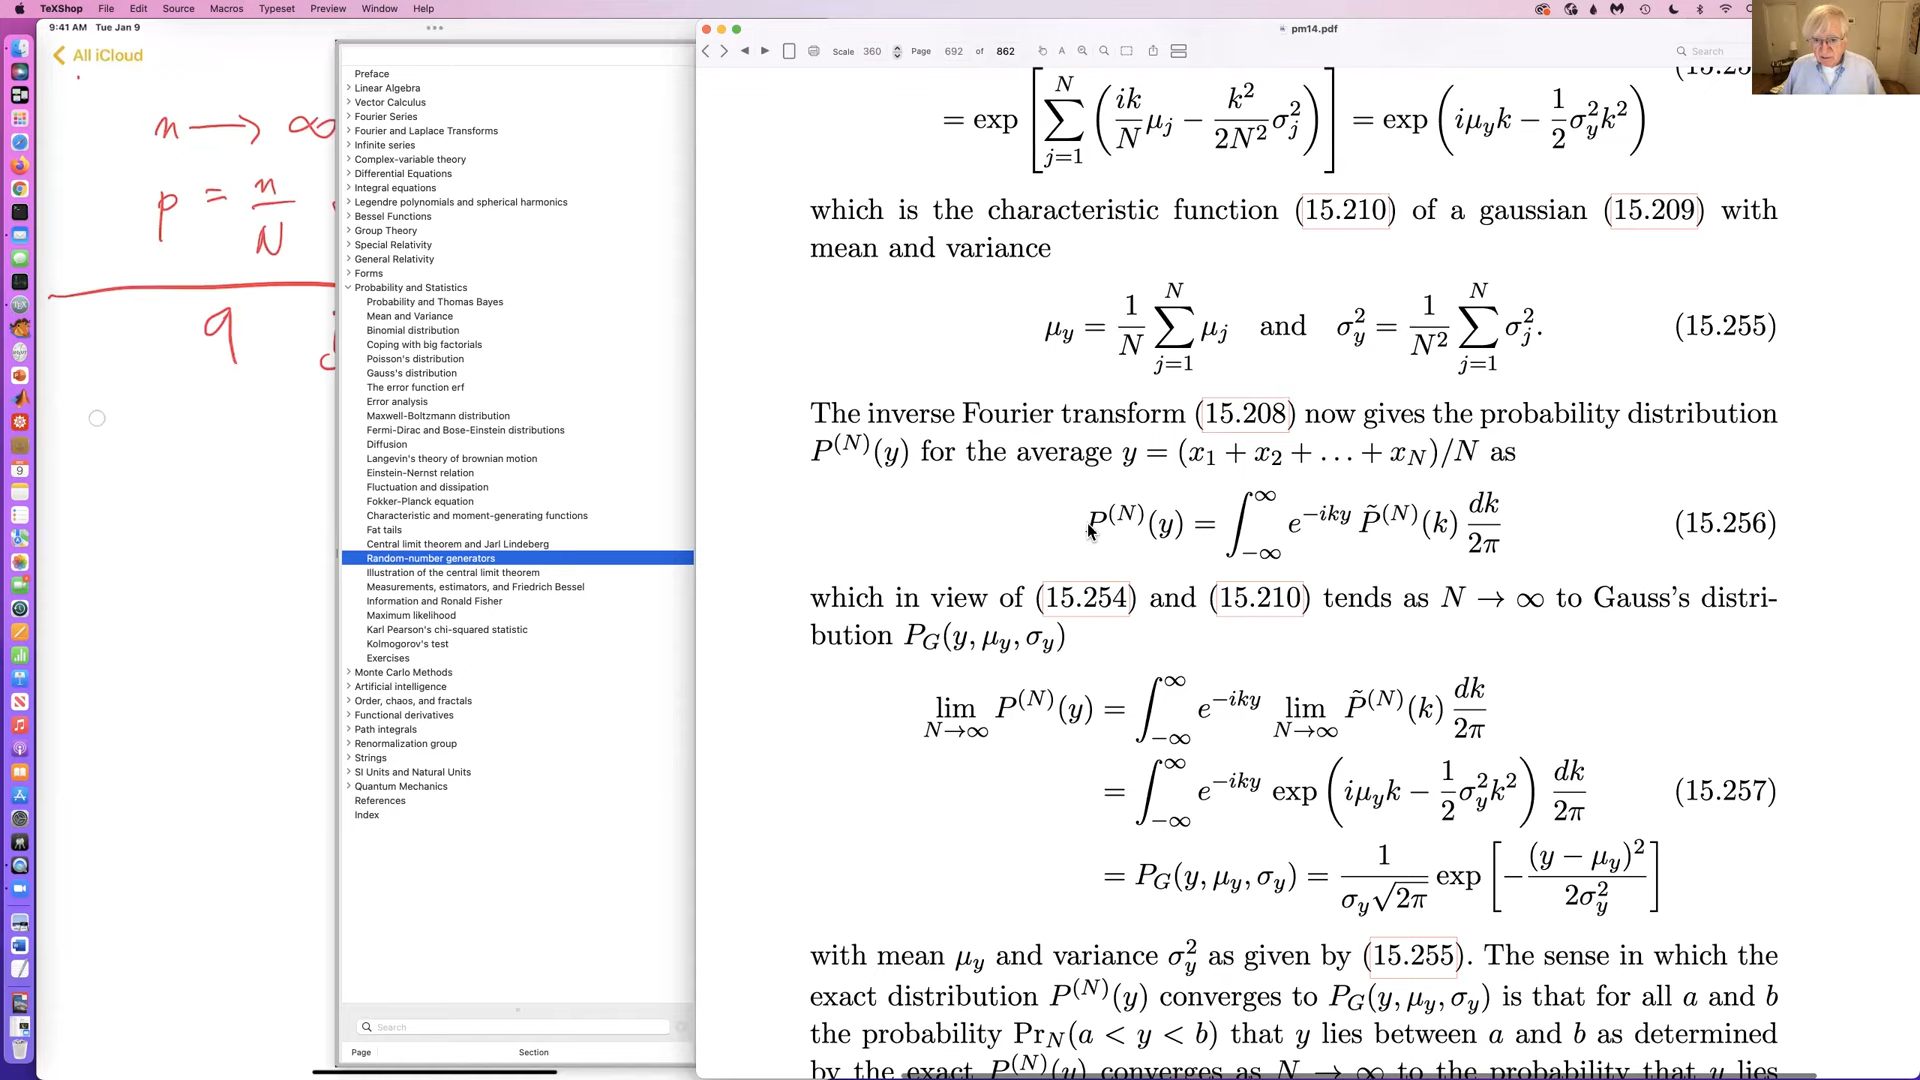 TeXShop File Edit Source Macros Typeset Preview Window Help
9:41 AM Tue Jan 9
All iCloud
n → ∞
p = n/N
q
Preface
Linear Algebra
Vector Calculus
Fourier Series
Fourier and Laplace Transforms
Infinite series
Complex-variable theory
Differential Equations
Integral equations
Legendre polynomials and spherical harmonics
Bessel Functions
Group Theory
Special Relativity
General Relativity
Forms
Probability and Statistics
Probability and Thomas Bayes
Mean and Variance
Binomial distribution
Coping with big factorials
Poisson's distribution
Gauss's distribution
The error function erf
Error analysis
Maxwell-Boltzmann distribution
Fermi-Dirac and Bose-Einstein distributions
Diffusion
Langevin's theory of brownian motion
Einstein-Nernst relation
Fluctuation and dissipation
Fokker-Planck equation
Characteristic and moment-generating functions
Fat tails
Central limit theorem and Jarl Lindeberg
Random-number generators
Illustration of the central limit theorem
Measurements, estimators, and Friedrich Bessel
Information and Ronald Fisher
Maximum likelihood
Karl Pearson's chi-squared statistic
Kolmogorov's test
Exercises
Monte Carlo Methods
Artificial intelligence
Order, chaos, and fractals
Functional derivatives
Path integrals
Renormalization group
Strings
SI Units and Natural Units
Quantum Mechanics
References
Index
Search
Page Section
pm14.pdf
Scale 360 Page 692 of 862 Search
= exp [ ∑_{j=1}^{N} ( ik/N μ_j − k²/2N² σ_j² ) ] = exp ( iμ_y k − 1/2 σ_y² k² )
which is the characteristic function (15.210) of a gaussian (15.209) with
mean and variance
μ_y = 1/N ∑_{j=1}^{N} μ_j and σ_y² = 1/N² ∑_{j=1}^{N} σ_j². (15.255)
The inverse Fourier transform (15.208) now gives the probability distribution
P^{(N)}(y) for the average y = (x_1 + x_2 + . . . + x_N)/N as
P^{(N)}(y) = ∫_{−∞}^{∞} e^{−iky} P̃^{(N)}(k) dk/2π (15.256)
which in view of (15.254) and (15.210) tends as N → ∞ to Gauss's distri-
bution P_G(y, μ_y, σ_y)
lim_{N→∞} P^{(N)}(y) = ∫_{−∞}^{∞} e^{−iky} lim_{N→∞} P̃^{(N)}(k) dk/2π
= ∫_{−∞}^{∞} e^{−iky} exp ( iμ_y k − 1/2 σ_y² k² ) dk/2π (15.257)
= P_G(y, μ_y, σ_y) = 1/σ_y√2π exp [ − (y − μ_y)²/2σ_y² ]
with mean μ_y and variance σ_y² as given by (15.255). The sense in which the
exact distribution P^{(N)}(y) converges to P_G(y, μ_y, σ_y) is that for all a and b
the probability Pr_N(a < y < b) that y lies between a and b as determined
by the exact P^{(N)}(y) converges as N → ∞ to the probability that y lies